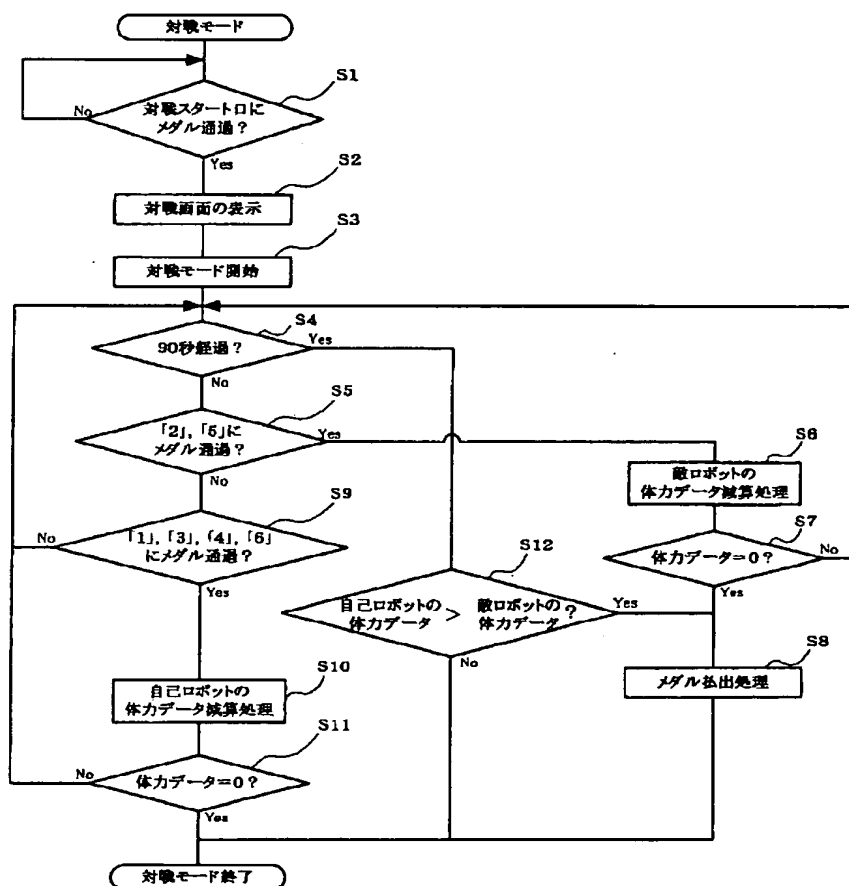 対戦モード
S1
対戦スタート口に
メダル通過？
No
Yes
S2
対戦画面の表示
S3
対戦モード開始
S4
90秒経過？
Yes
No
S5
「2」,「5」に
メダル通過？
Yes
No
S6
敵ロボットの
体力データ減算処理
S7
体力データ=0？
No
Yes
S9
「1」,「3」,「4」,「6」
にメダル通過？
No
Yes
S12
自己ロボットの
体力データ
>
敵ロボットの
体力データ
？
Yes
No
S8
メダル払出処理
S10
自己ロボットの
体力データ減算処理
S11
体力データ=0？
No
Yes
対戦モード終了